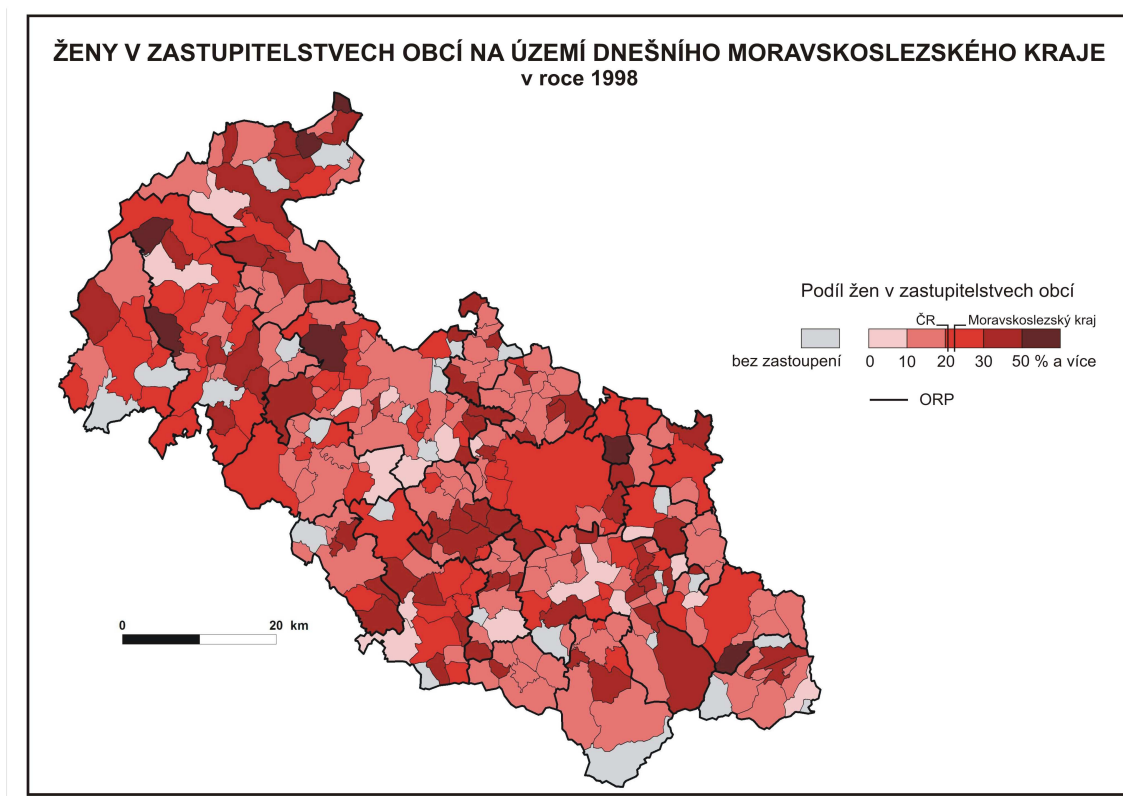 ŽENY V ZASTUPITELSTVECH OBCÍ NA ÚZEMÍ DNEŠNÍHO MORAVSKOSLEZSKÉHO KRAJE
v roce 1998
Podíl žen v zastupitelstvech obcí
ČR Moravskoslezský kraj
bez zastoupení 0 10 20 30 50 % a více
ORP
0 20 km